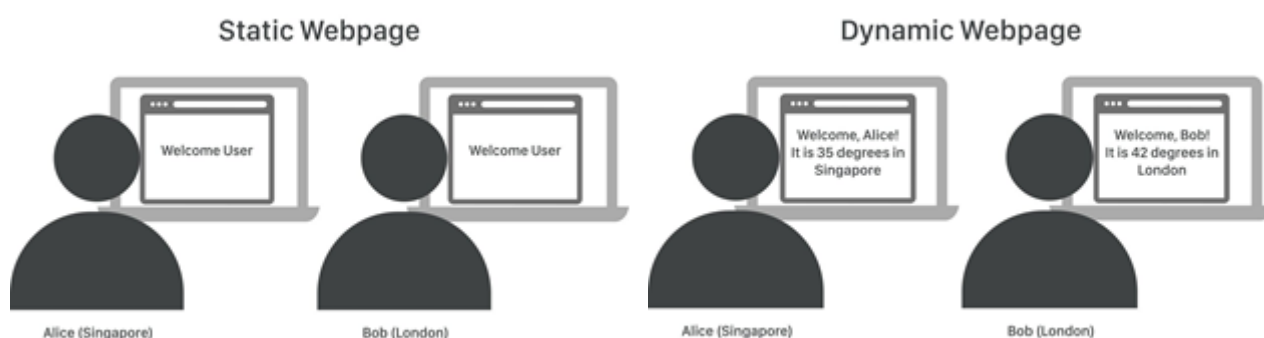 Static Webpage
Dynamic Webpage
Welcome User
Welcome User
Welcome, Alice!
It is 35 degrees in
Singapore
Welcome, Bob!
It is 42 degrees in
London
Alice (Singapore)
Bob (London)
Alice (Singapore)
Bob (London)